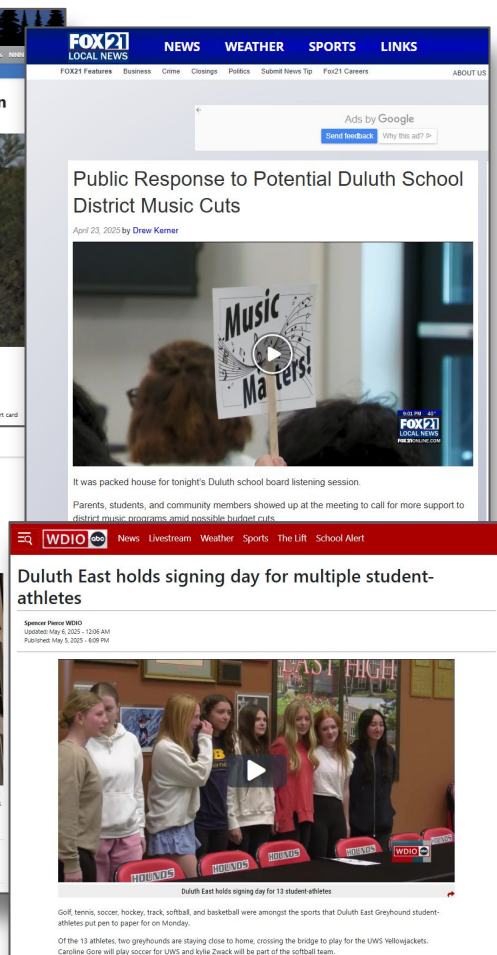 NNN
n
rt card
FOX21
LOCAL NEWS
NEWS WEATHER SPORTS LINKS
FOX21 Features Business Crime Closings Politics Submit News Tip Fox21 Careers ABOUT US
Ads by Google
Send feedback Why this ad?
Public Response to Potential Duluth School
District Music Cuts
April 23, 2025 by Drew Kerner
Music
Matters!
9:01 PM 40°
FOX21
LOCAL NEWS
FOX21ONLINE.COM
It was packed house for tonight's Duluth school board listening session.
Parents, students, and community members showed up at the meeting to call for more support to
district music programs amid possible budget cuts.
WDIO abc News Livestream Weather Sports The Lift School Alert
Duluth East holds signing day for multiple student-
athletes
Spencer Pierce WDIO
Updated: May 6, 2025 - 12:06 AM
Published: May 5, 2025 - 6:09 PM
EAST HIGH
HOUNDS
HOUNDS
HOUNDS
HOUNDS
WDIO abc
Duluth East holds signing day for 13 student-athletes
Golf, tennis, soccer, hockey, track, softball, and basketball were amongst the sports that Duluth East Greyhound student-
athletes put pen to paper for on Monday.
Of the 13 athletes, two greyhounds are staying close to home, crossing the bridge to play for the UWS Yellowjackets.
Caroline Gore will play soccer for UWS and kylie Zwack will be part of the softball team.